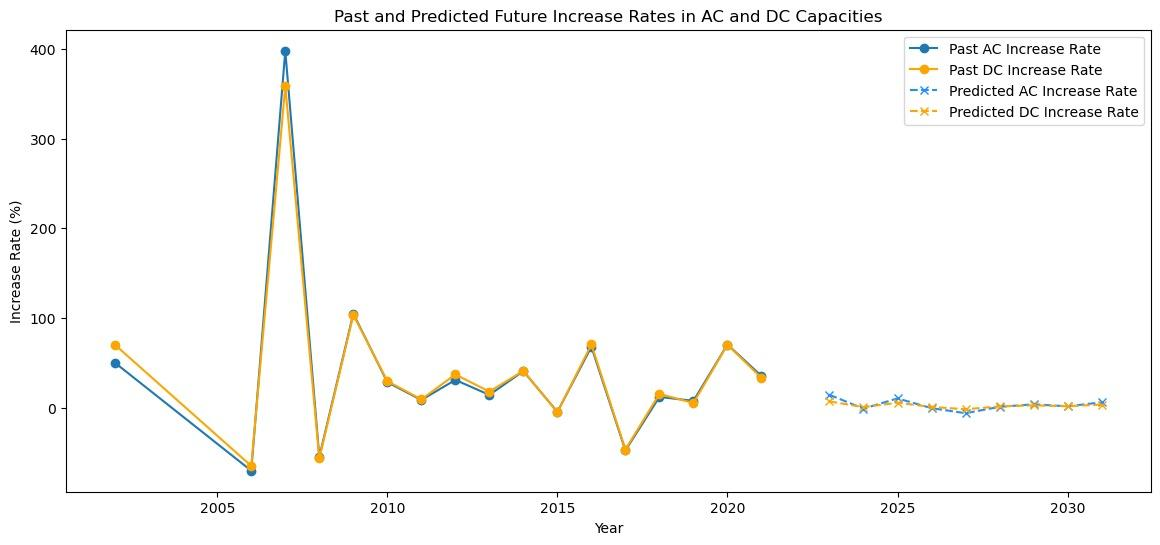 Past and Predicted Future Increase Rates in AC and DC Capacities
Past AC Increase Rate
Past DC Increase Rate
Predicted AC Increase Rate
Predicted DC Increase Rate
Increase Rate (%)
400
300
200
100
0
2005
2010
2015
2020
2025
2030
Year